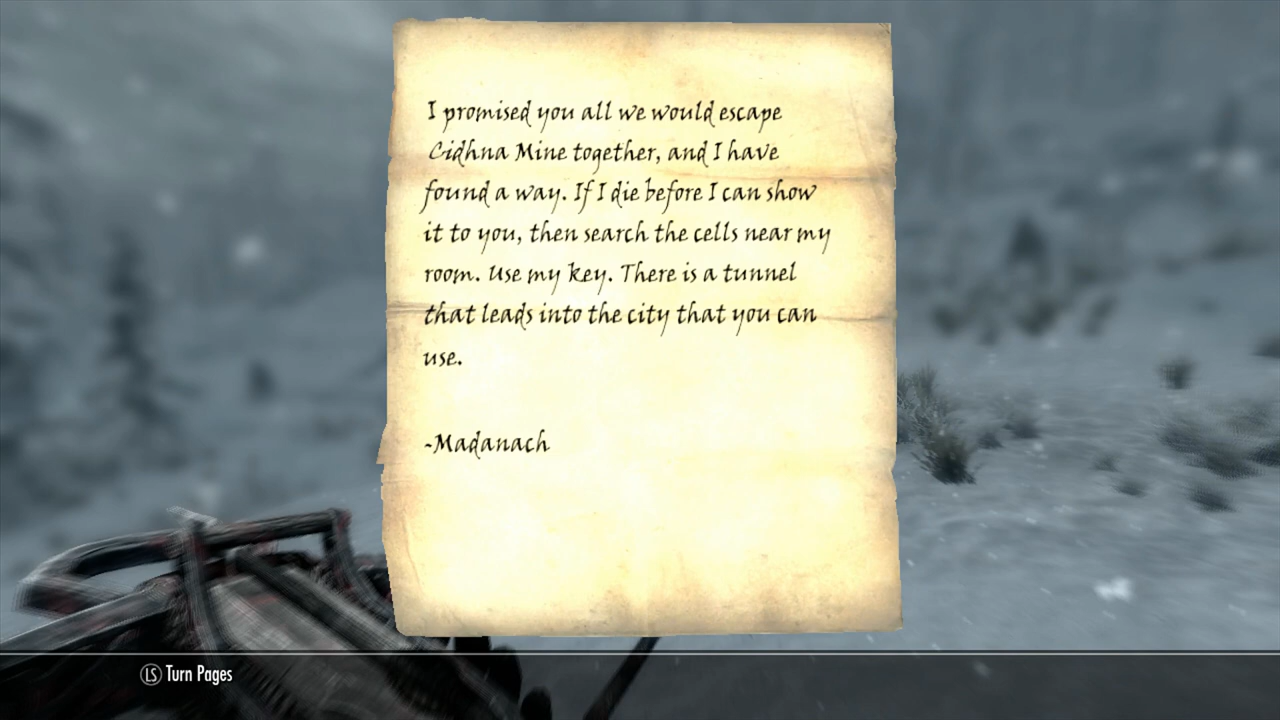 I promised you all we would escape
Cidhna Mine together, and I have
found a way. If I die before I can show
it to you, then search the cells near my
room. Use my key. There is a tunnel
that leads into the city that you can
use.
~Madanach
LS Turn Pages